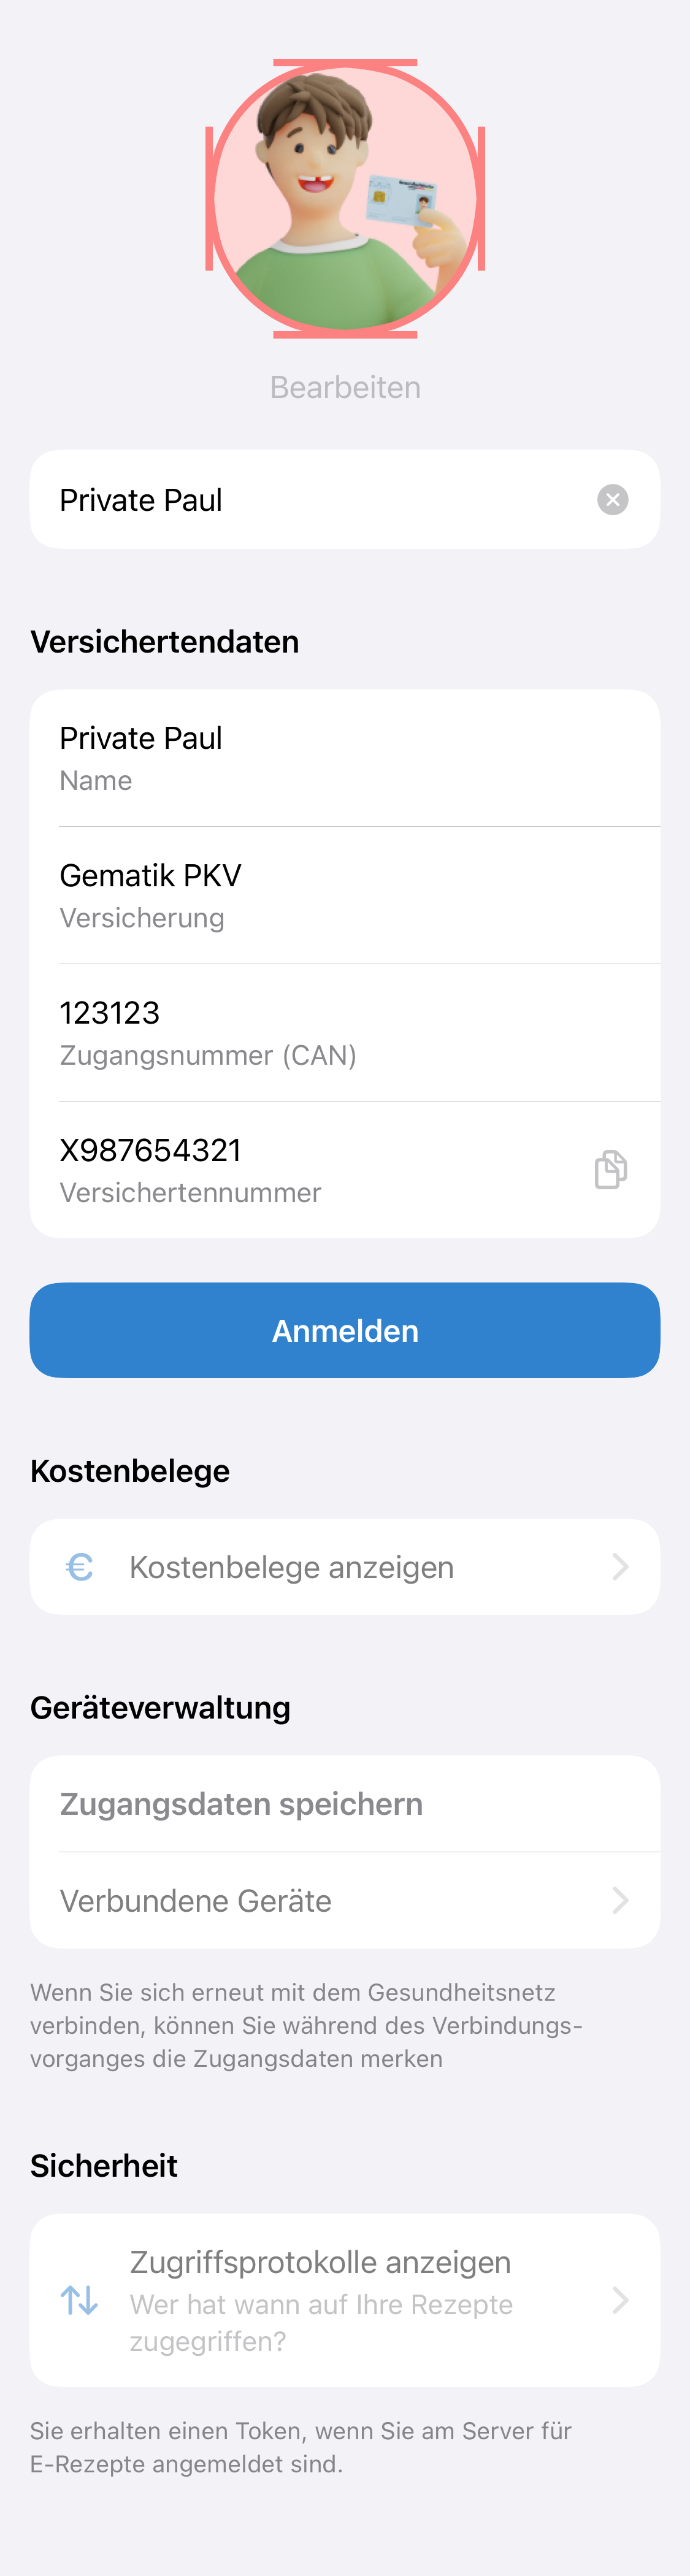 Bearbeiten
Private Paul
Versichertendaten
Private Paul
Name
Gematik PKV
Versicherung
123123
Zugangsnummer (CAN)
X987654321
Versichertennummer
Anmelden
Kostenbelege
€ Kostenbelege anzeigen
Geräteverwaltung
Zugangsdaten speichern
Verbundene Geräte
Wenn Sie sich erneut mit dem Gesundheitsnetz
verbinden, können Sie während des Verbindungs-
vorganges die Zugangsdaten merken
Sicherheit
Zugriffsprotokolle anzeigen
Wer hat wann auf Ihre Rezepte
zugegriffen?
Sie erhalten einen Token, wenn Sie am Server für
E-Rezepte angemeldet sind.